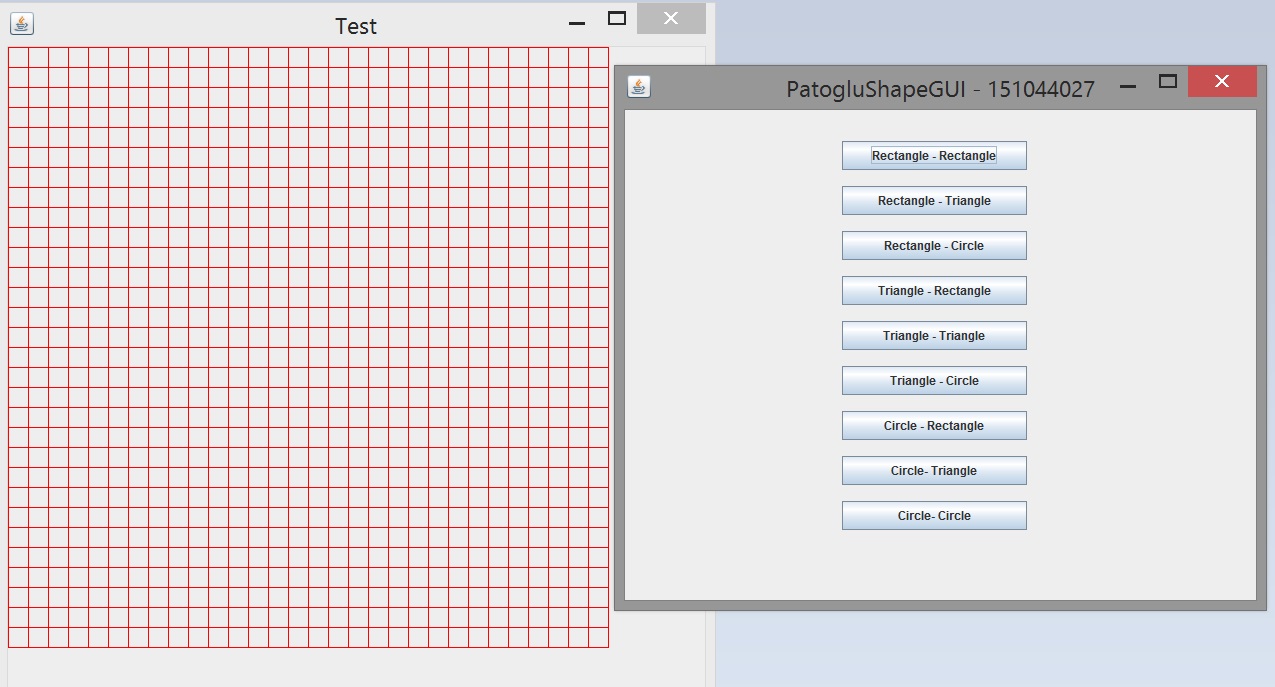 Test
PatogluShapeGUI - 151044027
Rectangle - Rectangle
Rectangle - Triangle
Rectangle - Circle
Triangle - Rectangle
Triangle - Triangle
Triangle - Circle
Circle - Rectangle
Circle- Triangle
Circle- Circle